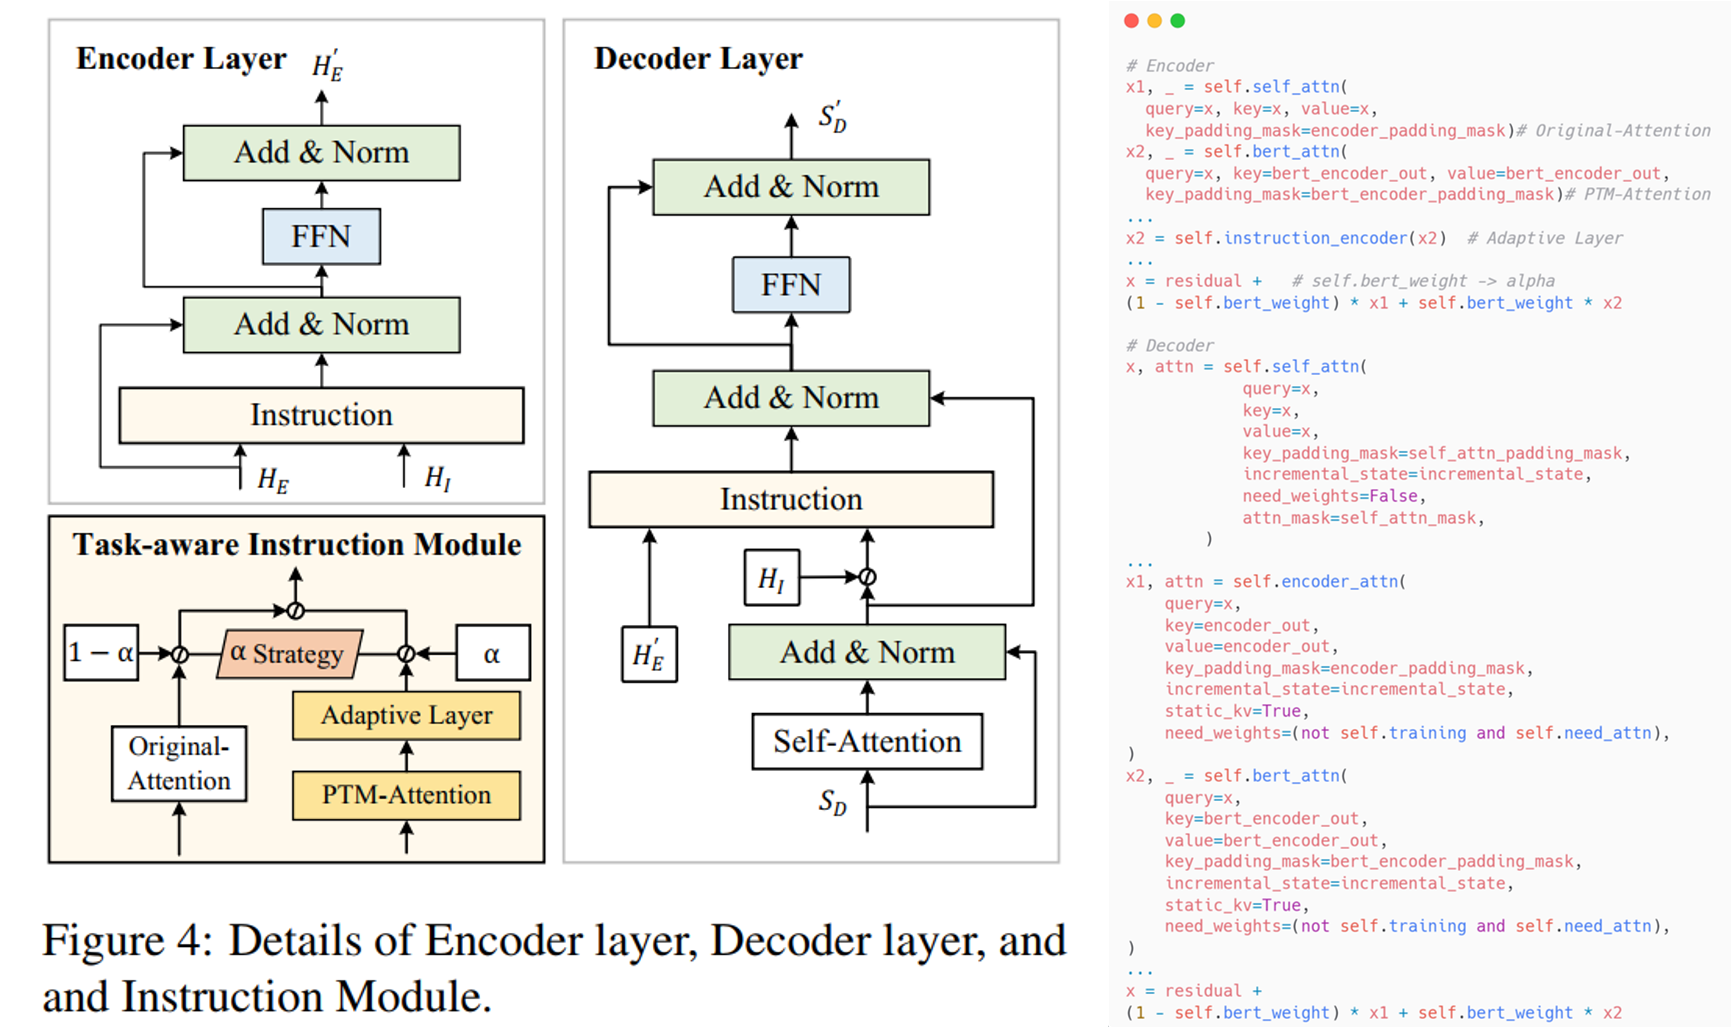 Encoder Layer
H'_E
Add & Norm
FFN
Add & Norm
Instruction
H_E
H_I
Task-aware Instruction Module
1 − α
α Strategy
α
Adaptive Layer
Original-
Attention
PTM-Attention
Decoder Layer
S'_D
Add & Norm
FFN
Add & Norm
Instruction
H_I
H'_E
Add & Norm
Self-Attention
S_D
Figure 4: Details of Encoder layer, Decoder layer, and
and Instruction Module.
# Encoder
x1, _ = self.self_attn(
  query=x, key=x, value=x,
  key_padding_mask=encoder_padding_mask)# Original-Attention
x2, _ = self.bert_attn(
  query=x, key=bert_encoder_out, value=bert_encoder_out,
  key_padding_mask=bert_encoder_padding_mask)# PTM-Attention
...
x2 = self.instruction_encoder(x2)  # Adaptive Layer
...
x = residual +   # self.bert_weight -> alpha
(1 - self.bert_weight) * x1 + self.bert_weight * x2
# Decoder
x, attn = self.self_attn(
            query=x,
            key=x,
            value=x,
            key_padding_mask=self_attn_padding_mask,
            incremental_state=incremental_state,
            need_weights=False,
            attn_mask=self_attn_mask,
        )
...
x1, attn = self.encoder_attn(
    query=x,
    key=encoder_out,
    value=encoder_out,
    key_padding_mask=encoder_padding_mask,
    incremental_state=incremental_state,
    static_kv=True,
    need_weights=(not self.training and self.need_attn),
)
x2, _ = self.bert_attn(
    query=x,
    key=bert_encoder_out,
    value=bert_encoder_out,
    key_padding_mask=bert_encoder_padding_mask,
    incremental_state=incremental_state,
    static_kv=True,
    need_weights=(not self.training and self.need_attn),
)
...
x = residual +
(1 - self.bert_weight) * x1 + self.bert_weight * x2